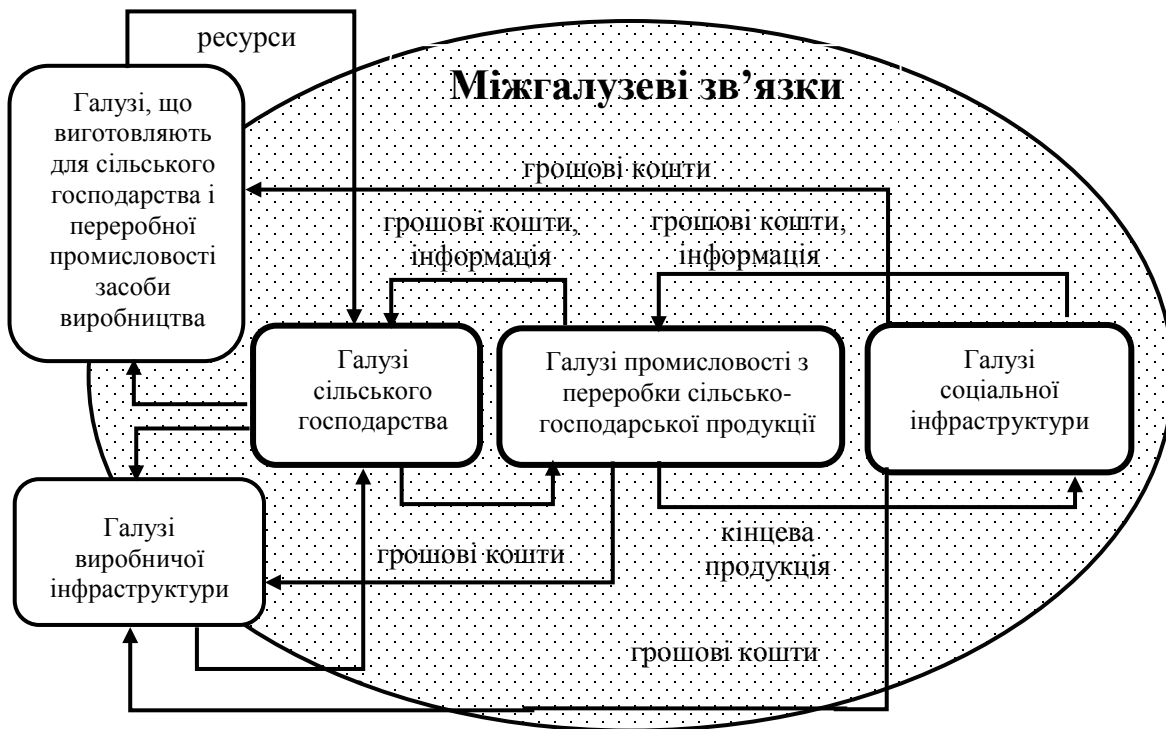 ресурси
Міжгалузеві зв’язки
Галузі, що
виготовляють
для сільського
господарства і
переробної
промисловості
засоби
виробництва
грошові кошти
грошові кошти,
інформація
грошові кошти,
інформація
Галузі
сільського
господарства
Галузі промисловості з
переробки сільсько-
господарської продукції
Галузі
соціальної
інфраструктури
Галузі
виробничої
інфраструктури
грошові кошти
кінцева
продукція
грошові кошти